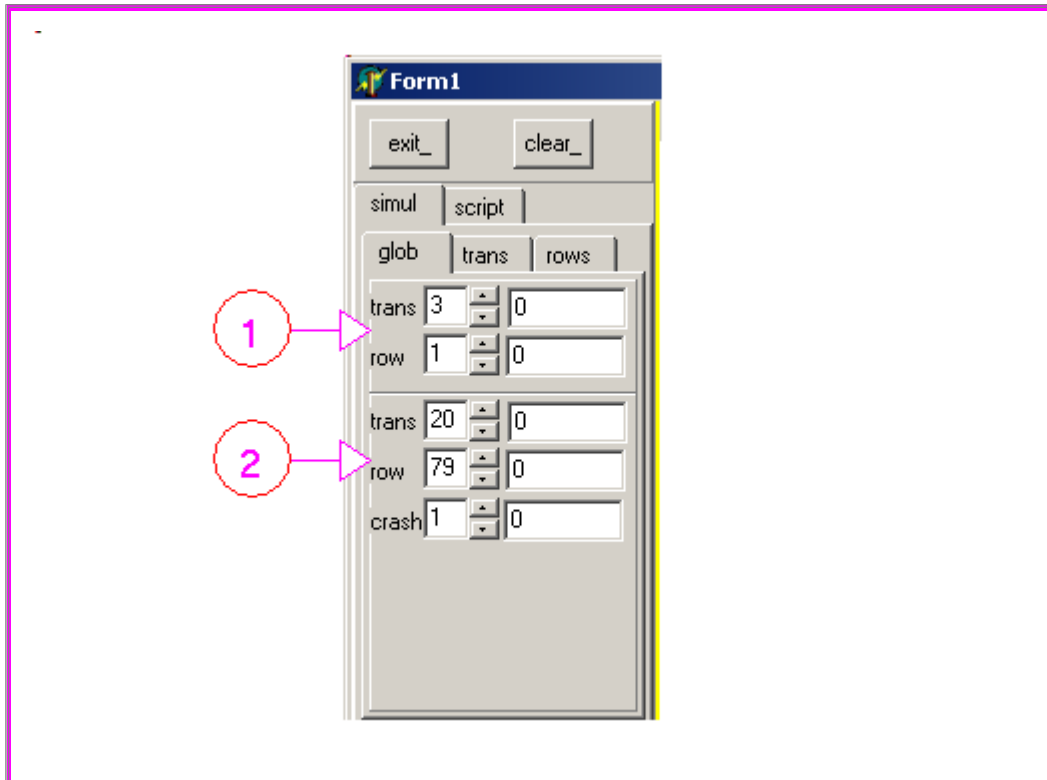 Form1
exit_ clear_
simul script
glob trans rows
trans 3 0
1
row 1 0
trans 20 0
2
row 79 0
crash 1 0